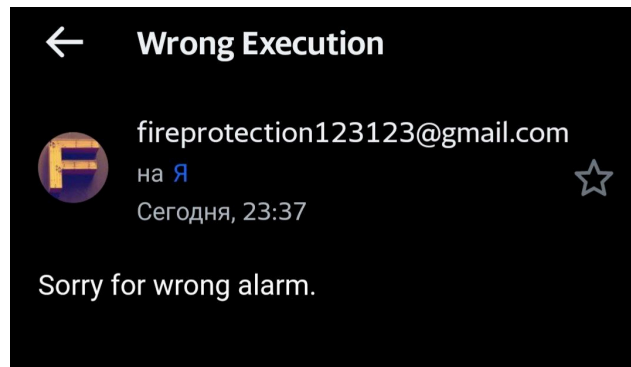 Wrong Execution
fireprotection123123@gmail.com
на Я
Сегодня, 23:37
Sorry for wrong alarm.